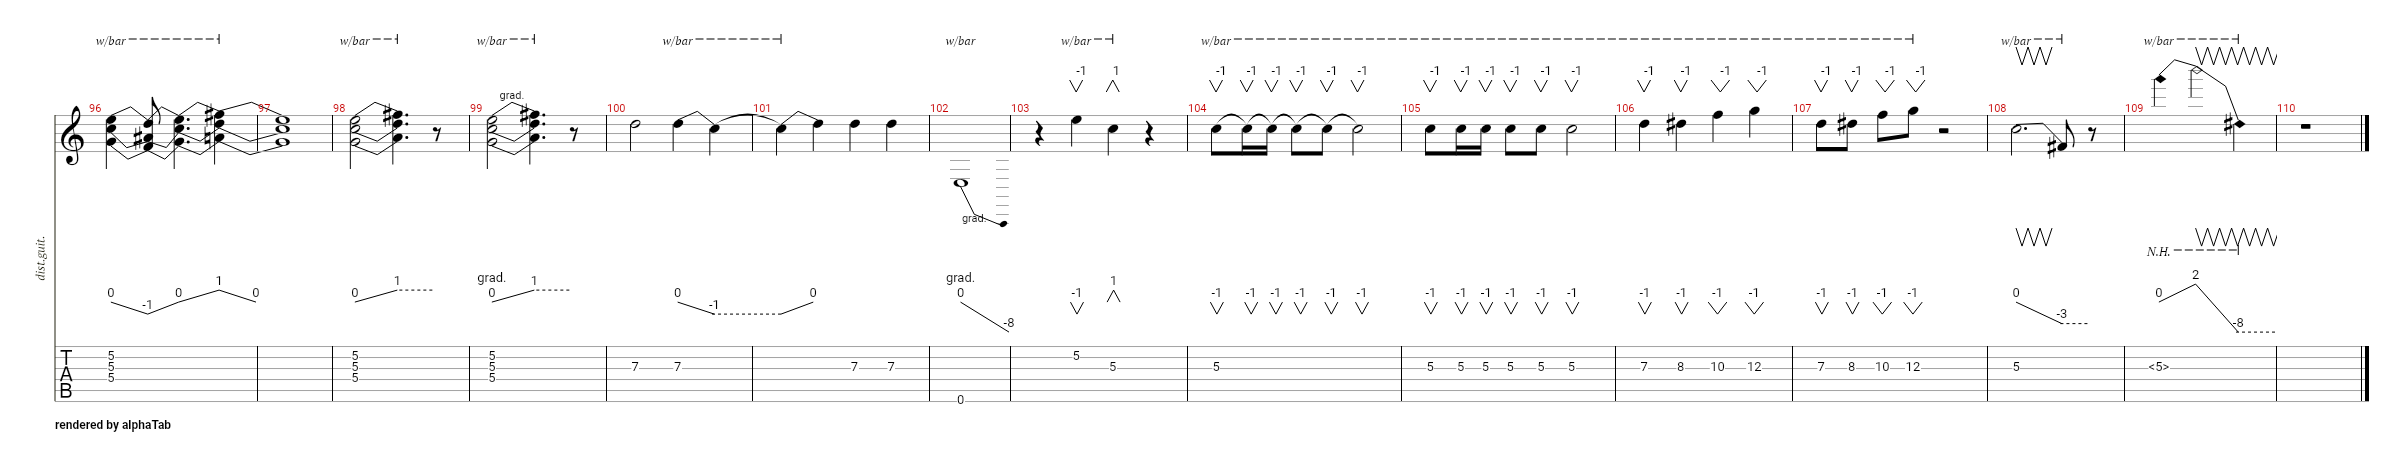 w/bar w/bar w/bar w/bar w/bar w/bar w/bar w/bar w/bar
-1 1 -1 -1 -1 -1 -1 -1 -1 -1 -1 -1 -1 -1 -1 -1 -1 -1 -1 -1 -1 -1
grad.
96 97 98 99 100 101 102 103 104 105 106 107 108 109 110
grad.
dist.guit.
N.H.
grad. grad.
1 1 1 1 2
0 -1 0 0 0 0 0 -1 0 0 -8 -1 -1 -1 -1 -1 -1 -1 -1 -1 -1 -1 -1 -1 -1 -1 -1 -1 -1 -1 -1 -1 0 -3 0 -8
5 5 5 5
5 5 5 7 7 7 7 5 5 5 5 5 5 5 5 7 8 10 12 7 8 10 12 5 <5>
5 5 5
T
A
B
0
rendered by alphaTab